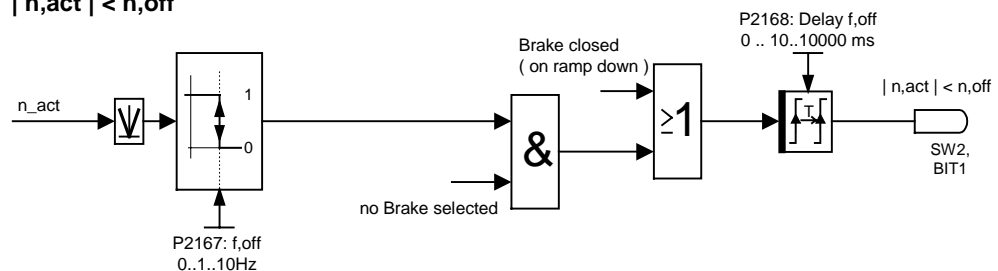 | n,act | < n,off
P2168: Delay f,off
0 .. 10..10000 ms
Brake closed
( on ramp down )
| n,act | < n,off
n_act
1
0
&
≥1
T
SW2,
BIT1
no Brake selected
P2167: f,off
0..1..10Hz